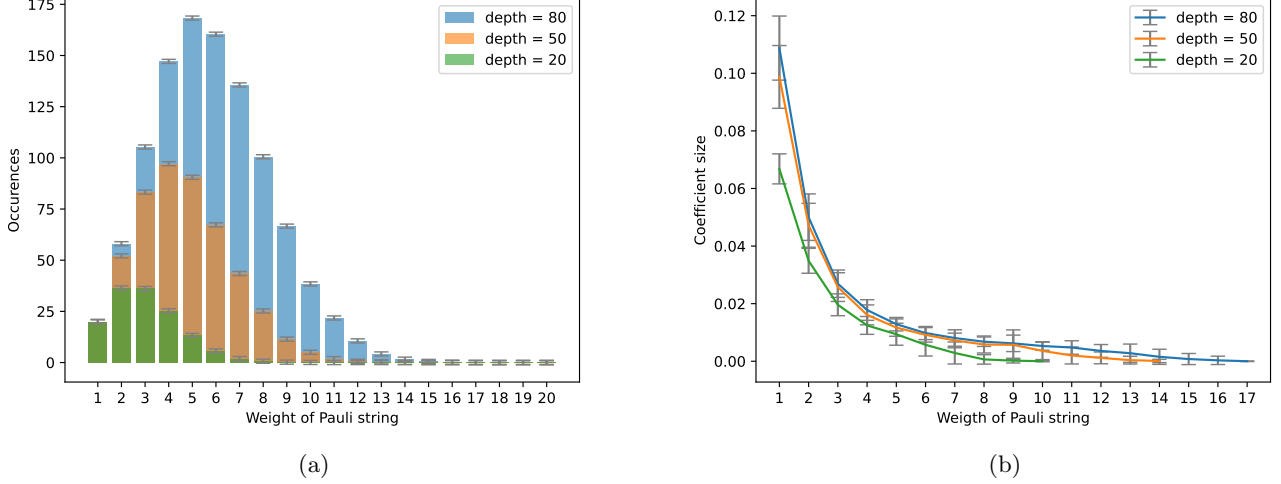 175
150
125
100
75
50
25
0
Occurences
depth = 80
depth = 50
depth = 20
1 2 3 4 5 6 7 8 9 10 11 12 13 14 15 16 17 18 19 20
Weight of Pauli string
(a)
0.12
0.10
0.08
0.06
0.04
0.02
0.00
Coefficient size
depth = 80
depth = 50
depth = 20
1 2 3 4 5 6 7 8 9 10 11 12 13 14 15 16 17
Weigth of Pauli string
(b)